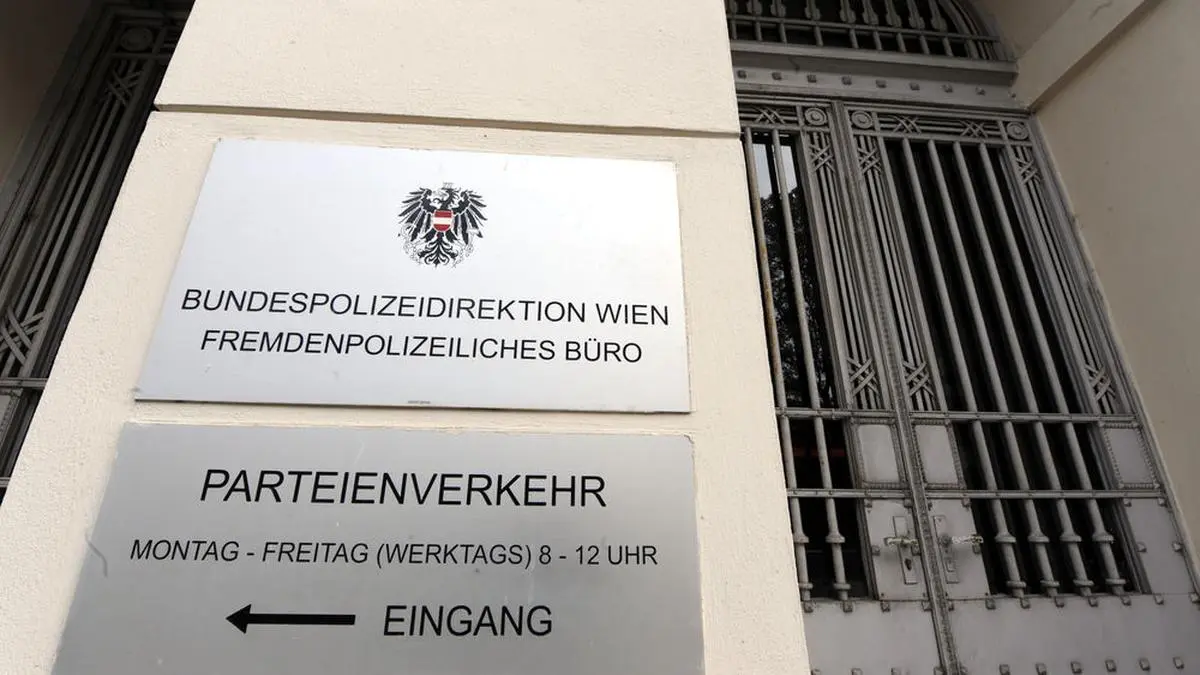 BUNDESPOLIZEIDIREKTION WIEN
FREMDENPOLIZEILICHES BÜRO
PARTEIENVERKEHR
MONTAG - FREITAG (WERKTAGS) 8 - 12 UHR
EINGANG